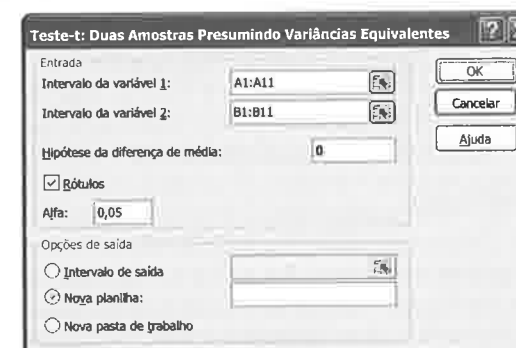 Teste-t: Duas Amostras Presumindo Variâncias Equivalentes ?
Entrada
Intervalo da variável 1: A1:A11
Intervalo da variável 2: B1:B11
Hipótese da diferença de média: 0
Rótulos
Alfa: 0,05
Opções de saída
Intervalo de saída
Nova planilha:
Nova pasta de trabalho
OK
Cancelar
Ajuda